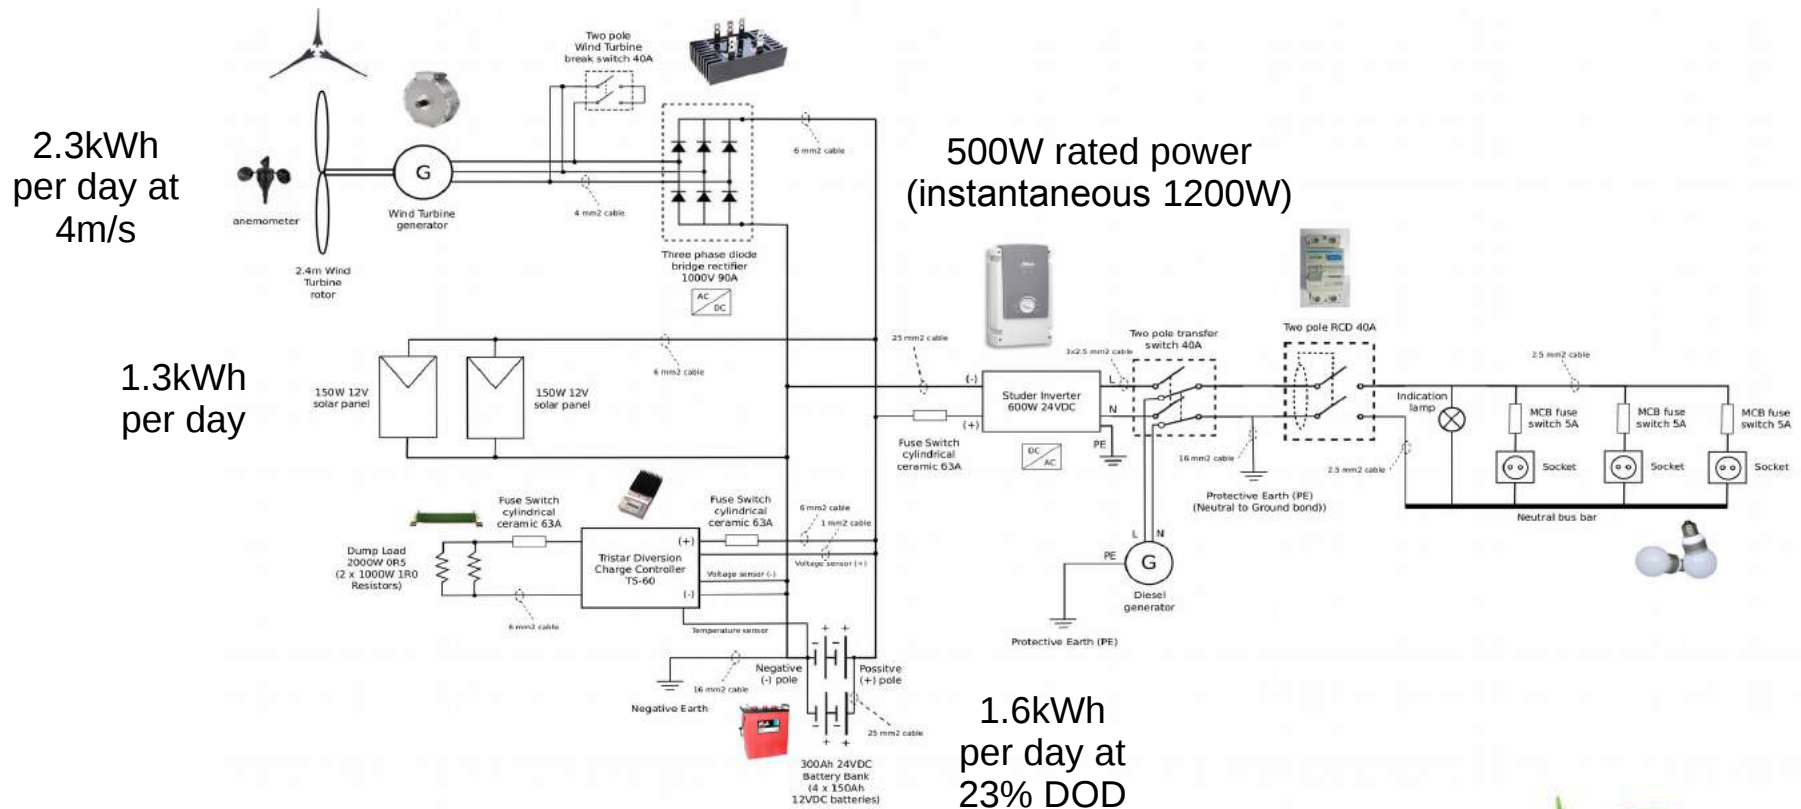 2.3kWh
per day at
4m/s
anemometer
2.4m Wind
Turbine
rotor
G
Wind Turbine
generator
4 mm2 cable
Two pole
Wind Turbine
break switch 40A
Three phase diode
bridge rectifier
1000V 90A
AC
DC
6 mm2 cable
500W rated power
(instantaneous 1200W)
1.3kWh
per day
150W 12V
solar panel
150W 12V
solar panel
6 mm2 cable
25 mm2 cable
(-)
(+)
Studer Inverter
600W 24VDC
Fuse Switch
cylindrical
ceramic 63A
DC
AC
L
N
PE
3x2.5 mm2 cable
Two pole transfer
switch 40A
Two pole RCD 40A
16 mm2 cable
Protective Earth (PE)
(Neutral to Ground bond))
2.5 mm2 cable
2.5 mm2 cable
Indication
lamp
MCB fuse
switch 5A
MCB fuse
switch 5A
MCB fuse
switch 5A
Socket
Socket
Socket
Neutral bus bar
L
N
PE
G
Diesel
generator
Protective Earth (PE)
Dump Load
2000W 0R5
(2 x 1000W 1R0
Resistors)
Fuse Switch
cylindrical
ceramic 63A
6 mm2 cable
Tristar Diversion
Charge Controller
TS-60
(+)
(-)
Fuse Switch
cylindrical
ceramic 63A
6 mm2 cable
1 mm2 cable
Voltage sensor (+)
Voltage sensor (-)
Temperature sensor
16 mm2 cable
Negative Earth
Negative
(-) pole
Possitve
(+) pole
+
+
-
-
-
-
+
+
25 mm2 cable
300Ah 24VDC
Battery Bank
(4 x 150Ah
12VDC batteries)
1.6kWh
per day at
23% DOD